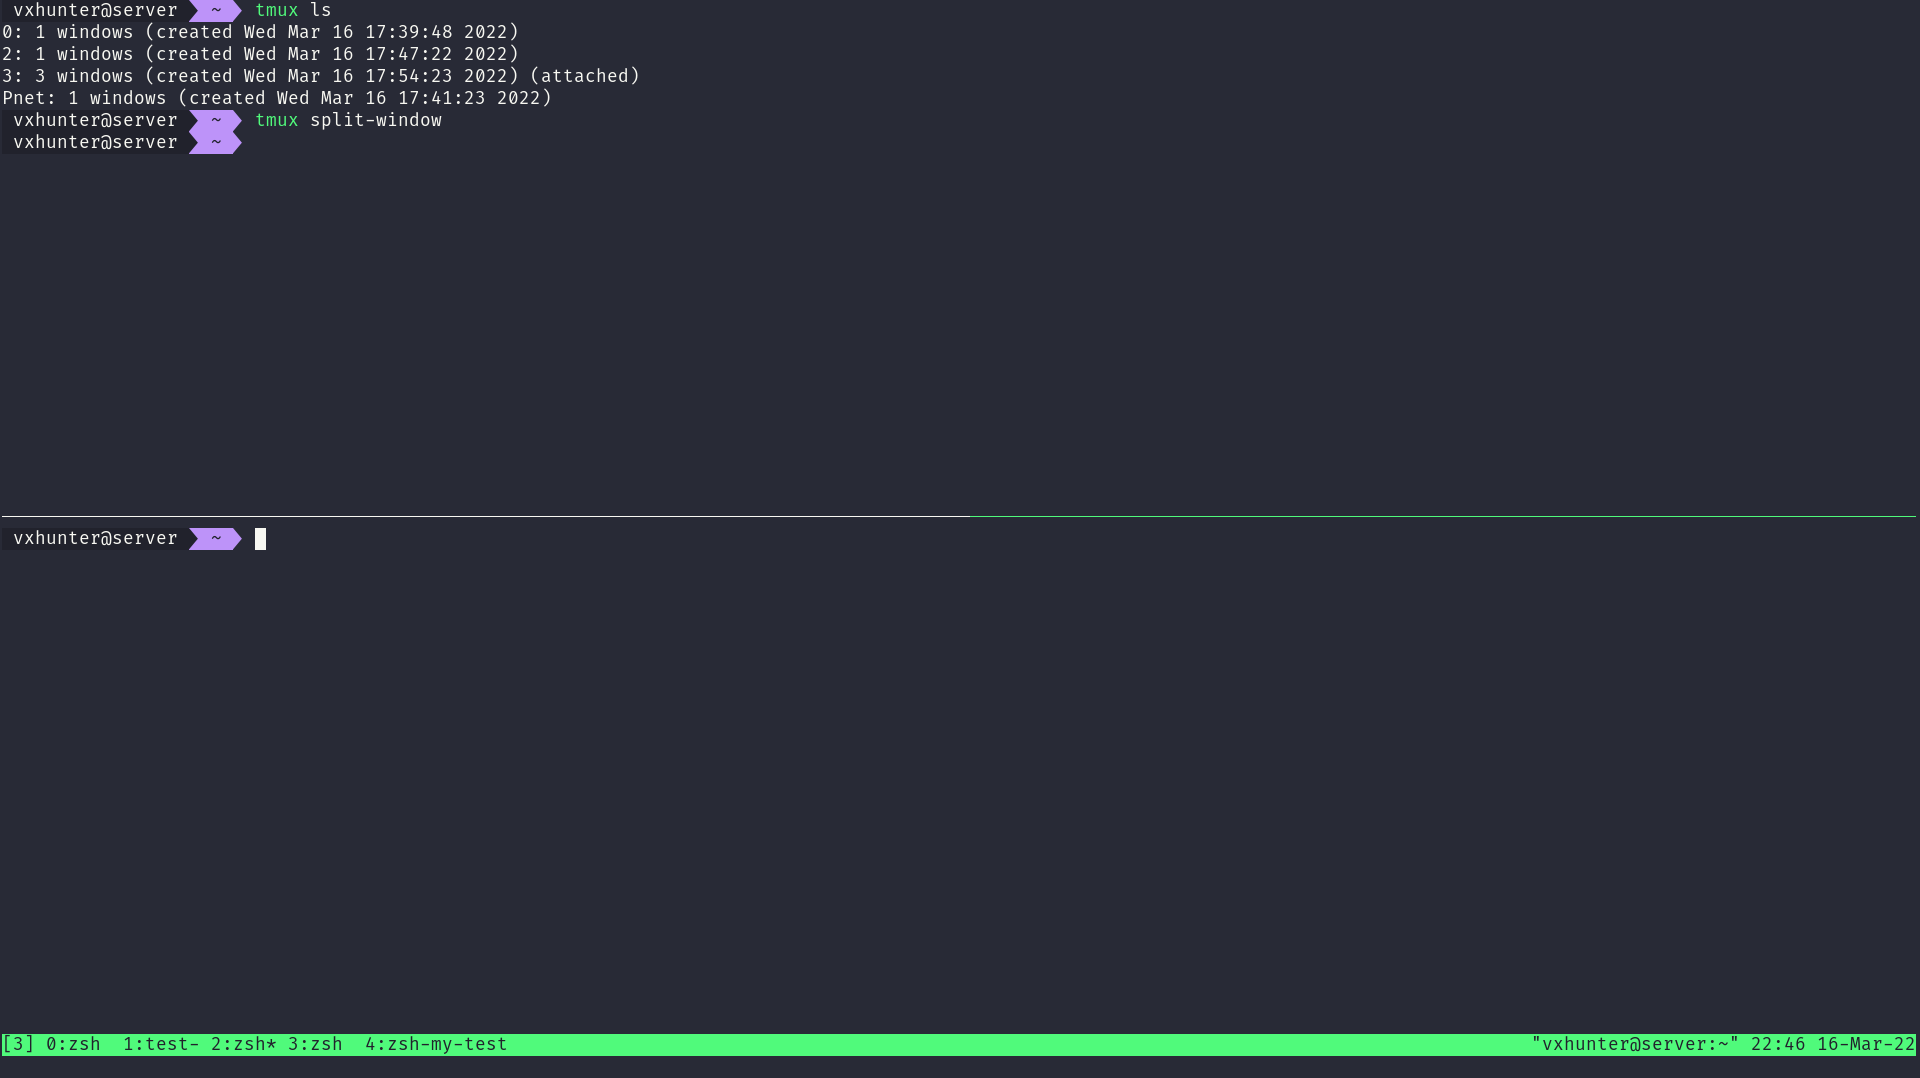 vxhunter@server ~ tmux ls
0: 1 windows (created Wed Mar 16 17:39:48 2022)
2: 1 windows (created Wed Mar 16 17:47:22 2022)
3: 3 windows (created Wed Mar 16 17:54:23 2022) (attached)
Pnet: 1 windows (created Wed Mar 16 17:41:23 2022)
vxhunter@server ~ tmux split-window
vxhunter@server ~
vxhunter@server ~
[3] 0:zsh  1:test- 2:zsh* 3:zsh  4:zsh-my-test "vxhunter@server:~" 22:46 16-Mar-22